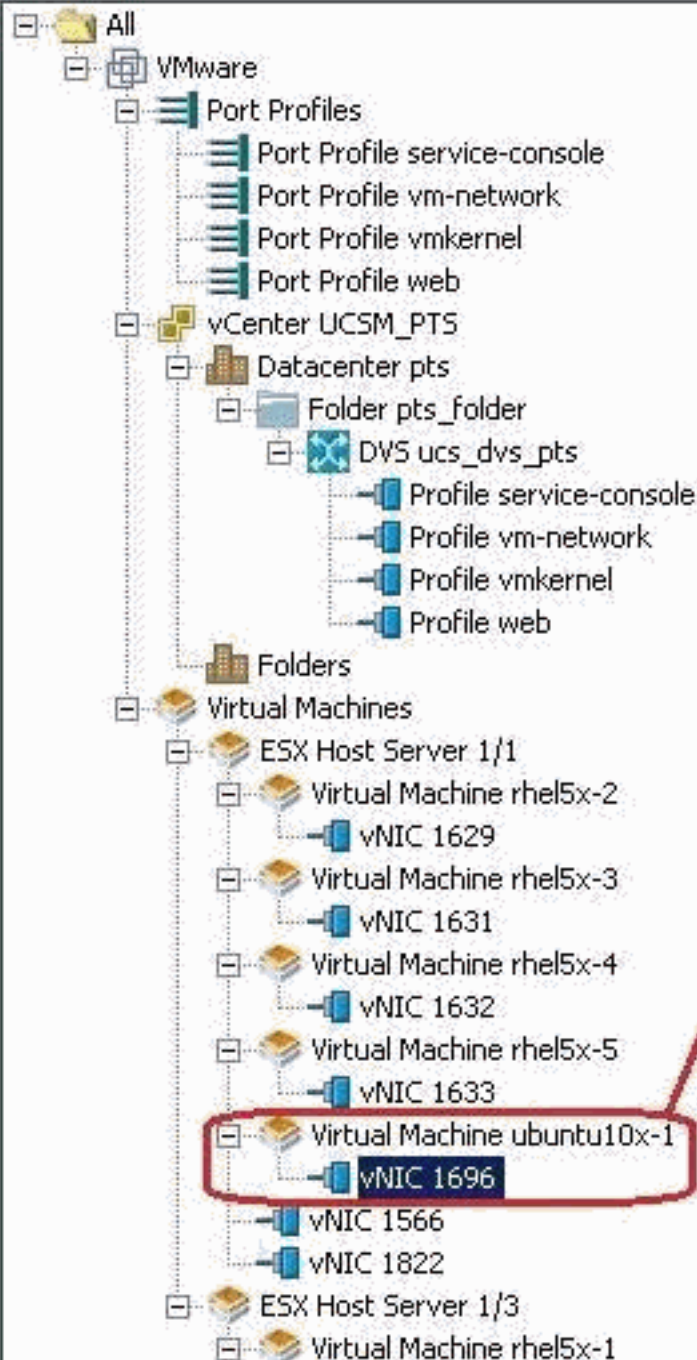 All
VMware
Port Profiles
Port Profile service-console
Port Profile vm-network
Port Profile vmkernel
Port Profile web
vCenter UCSM_PTS
Datacenter pts
Folder pts_folder
DVS ucs_dvs_pts
Profile service-console
Profile vm-network
Profile vmkernel
Profile web
Folders
Virtual Machines
ESX Host Server 1/1
Virtual Machine rhel5x-2
vNIC 1629
Virtual Machine rhel5x-3
vNIC 1631
Virtual Machine rhel5x-4
vNIC 1632
Virtual Machine rhel5x-5
vNIC 1633
Virtual Machine ubuntu10x-1
vNIC 1696
vNIC 1566
vNIC 1822
ESX Host Server 1/3
Virtual Machine rhel5x-1